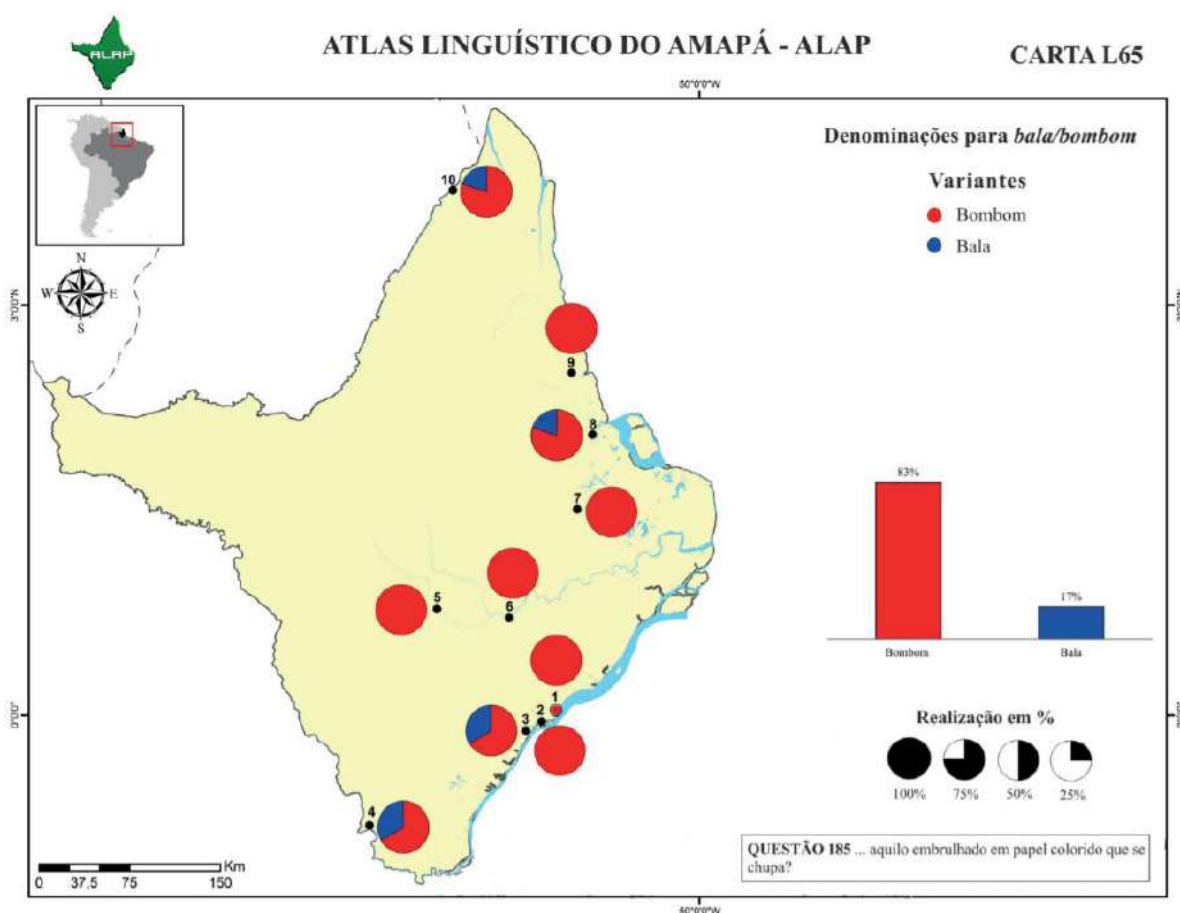 ALAP
ATLAS LINGUÍSTICO DO AMAPÁ - ALAP
CARTA L65
50°0'0"W
Denominações para bala/bombom
Variantes
Bombom
Bala
N
W E
S
3°0'0"N
10
9
8
7
5
6
1
2
3
4
83%
17%
Bombom
Bala
0°0'0"
Realização em %
100% 75% 50% 25%
QUESTÃO 185 ... aquilo embrulhado em papel colorido que se
chupa?
Km
0 37,5 75 150
50°0'0"W